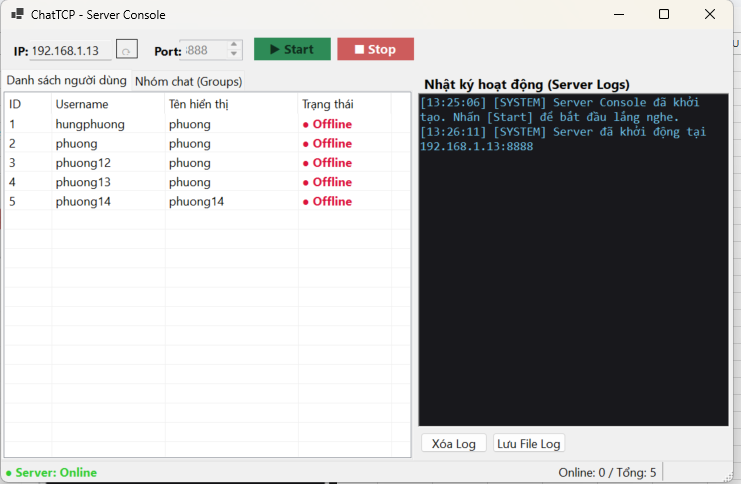 ChatTCP - Server Console
IP: 192.168.1.13 Port: 8888 ▶ Start ■ Stop
Danh sách người dùng Nhóm chat (Groups)
ID Username Tên hiển thị Trạng thái
1 hungphuong phuong ● Offline
2 phuong phuong ● Offline
3 phuong12 phuong ● Offline
4 phuong13 phuong ● Offline
5 phuong14 phuong14 ● Offline
Nhật ký hoạt động (Server Logs)
[13:25:06] [SYSTEM] Server Console đã khởi
tạo. Nhấn [Start] để bắt đầu lắng nghe.
[13:26:11] [SYSTEM] Server đã khởi động tại
192.168.1.13:8888
Xóa Log Lưu File Log
● Server: Online Online: 0 / Tổng: 5